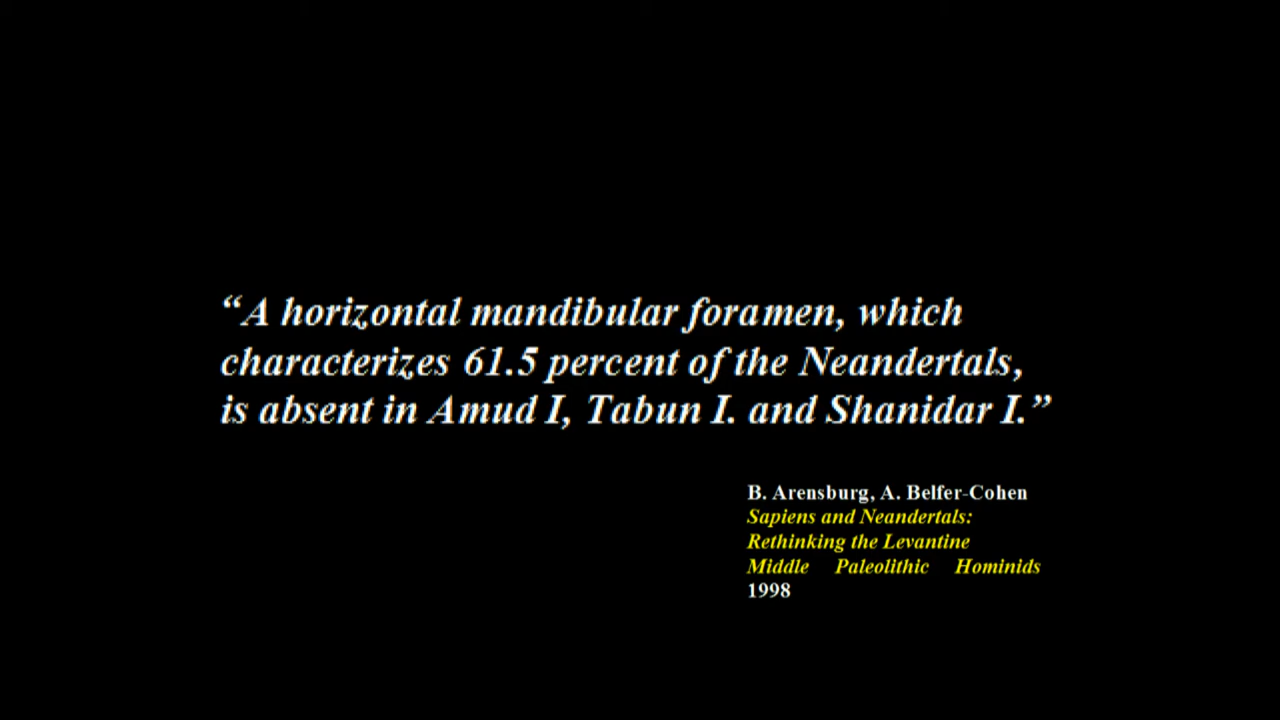 “A horizontal mandibular foramen, which
characterizes 61.5 percent of the Neandertals,
is absent in Amud I, Tabun I. and Shanidar I.”
B. Arensburg, A. Belfer-Cohen
Sapiens and Neandertals:
Rethinking the Levantine
Middle Paleolithic Hominids
1998